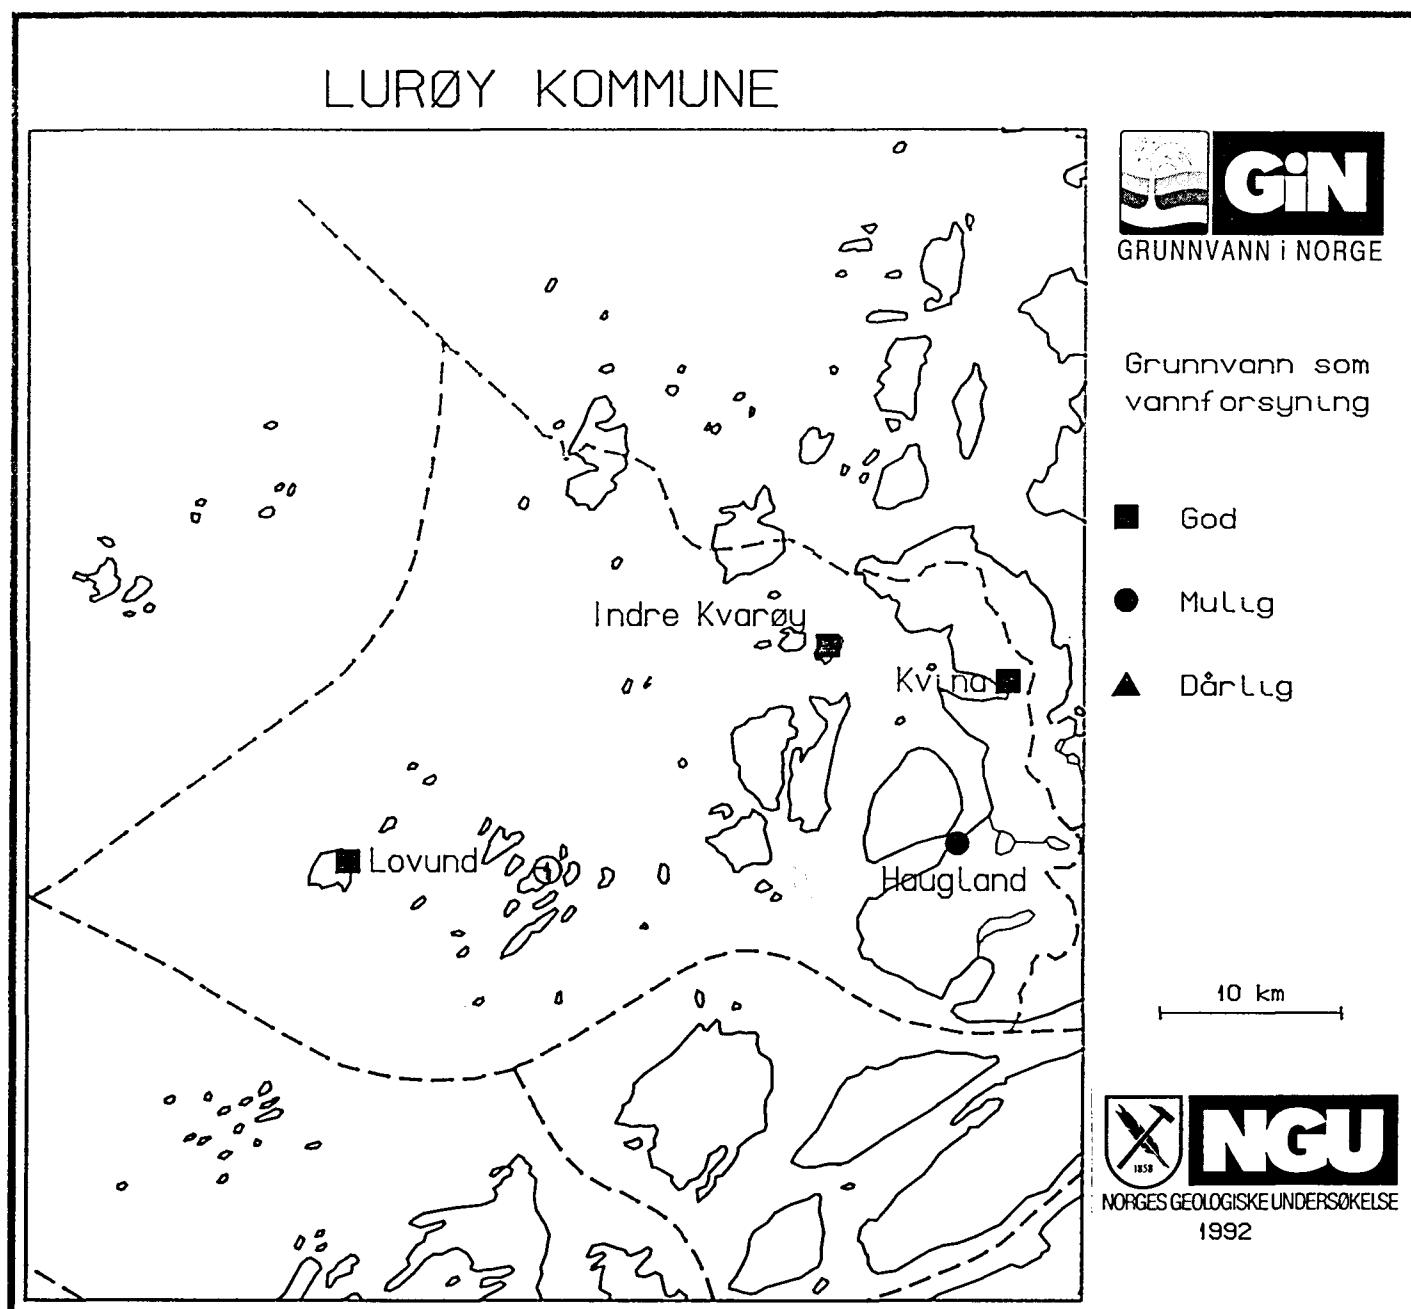 LURØY KOMMUNE
GiN
GRUNNVANN i NORGE
Grunnvann som
vannforsyning
God
Mulig
Dårlig
Indre Kvarøy
Kvina
Lovund
Haugland
10 km
1858
NGU
NORGES GEOLOGISKE UNDERSØKELSE
1992